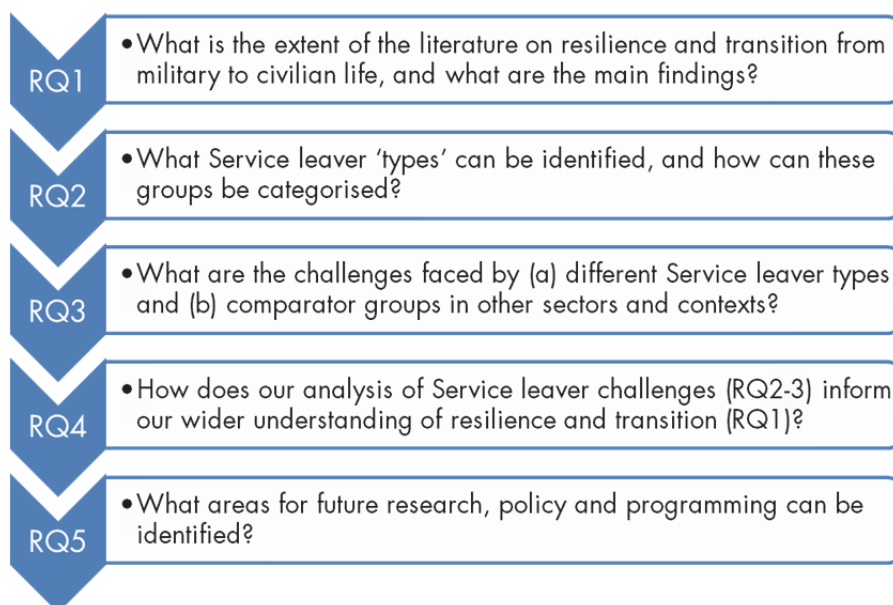 RQ1
•What is the extent of the literature on resilience and transition from
military to civilian life, and what are the main findings?
RQ2
•What Service leaver ‘types’ can be identified, and how can these
groups be categorised?
RQ3
•What are the challenges faced by (a) different Service leaver types
and (b) comparator groups in other sectors and contexts?
RQ4
•How does our analysis of Service leaver challenges (RQ2-3) inform
our wider understanding of resilience and transition (RQ1)?
RQ5
•What areas for future research, policy and programming can be
identified?